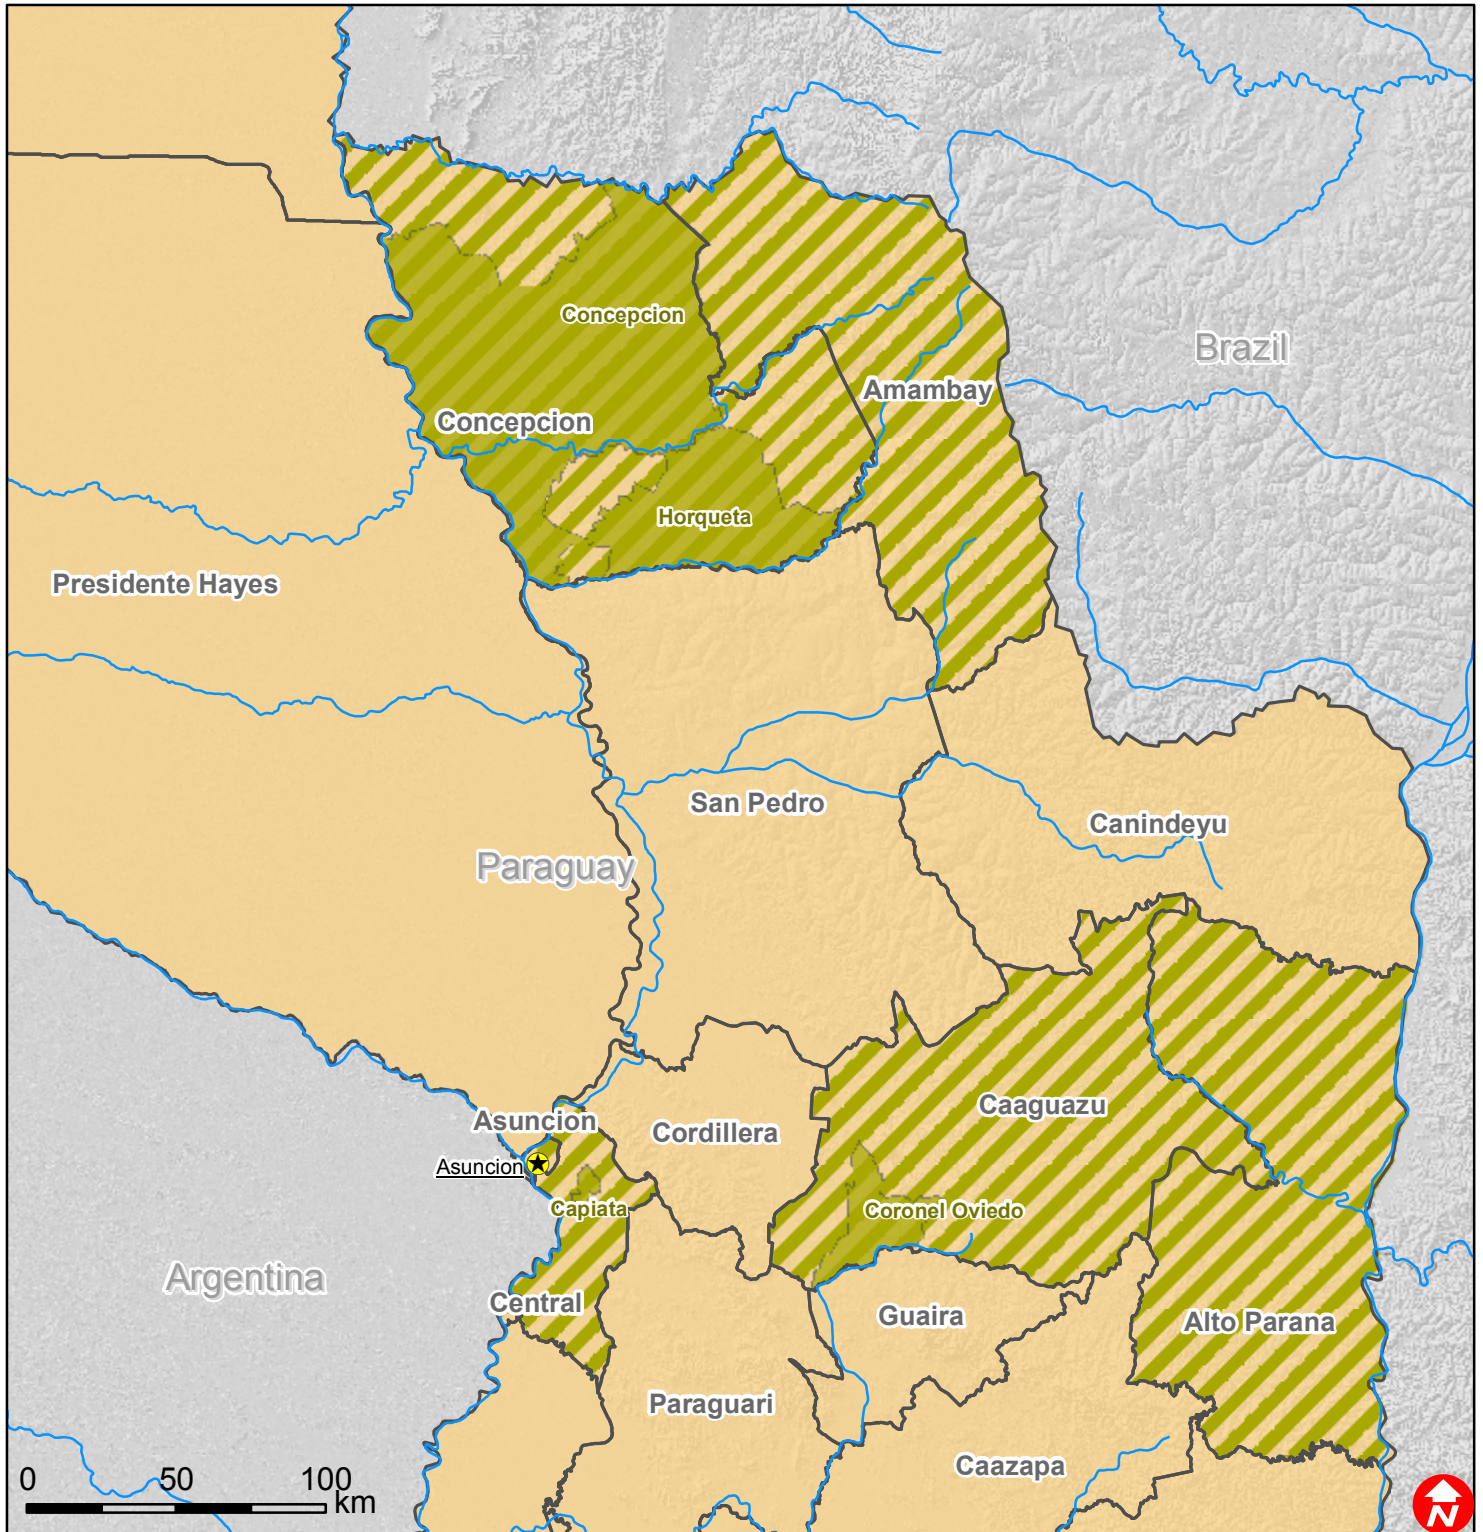 Concepcion
Brazil
Amambay
Concepcion
Horqueta
Presidente Hayes
San Pedro
Canindeyu
Paraguay
Caaguazu
Asuncion
Cordillera
Asuncion
Capiata
Coronel Oviedo
Argentina
Central
Guaira
Alto Parana
Paraguari
Caazapa
0 50 100
km
N